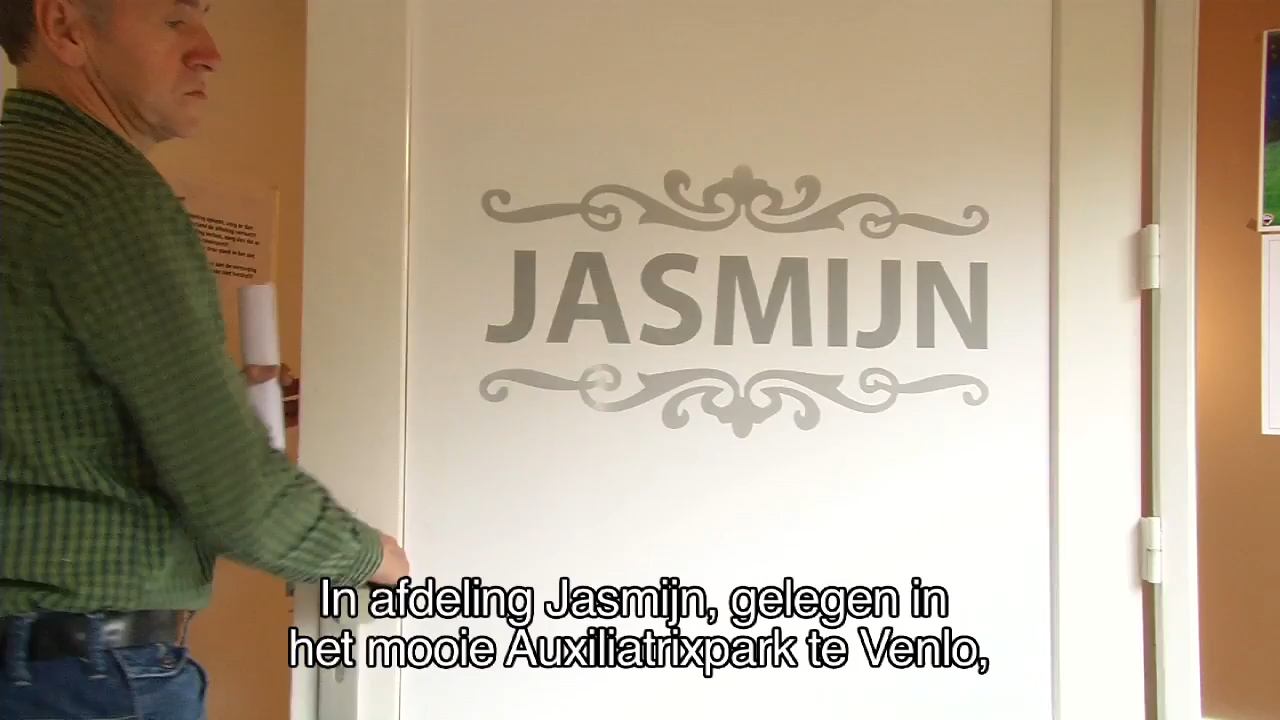 JASMIJN
In afdeling Jasmijn, gelegen in
het mooie Auxiliatrixpark te Venlo,